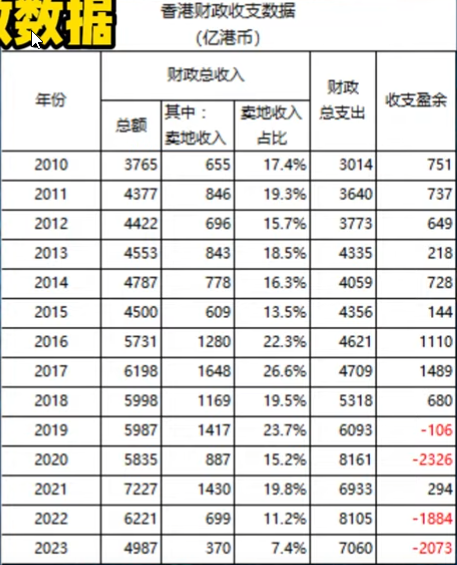 数据
香港财政收支数据
(亿港币)
年份 财政总收入 财政总支出 收支盈余
总额 其中：卖地收入 卖地收入占比
2010 3765 655 17.4% 3014 751
2011 4377 846 19.3% 3640 737
2012 4422 696 15.7% 3773 649
2013 4553 843 18.5% 4335 218
2014 4787 778 16.3% 4059 728
2015 4500 609 13.5% 4356 144
2016 5731 1280 22.3% 4621 1110
2017 6198 1648 26.6% 4709 1489
2018 5998 1169 19.5% 5318 680
2019 5987 1417 23.7% 6093 -106
2020 5835 887 15.2% 8161 -2326
2021 7227 1430 19.8% 6933 294
2022 6221 699 11.2% 8105 -1884
2023 4987 370 7.4% 7060 -2073